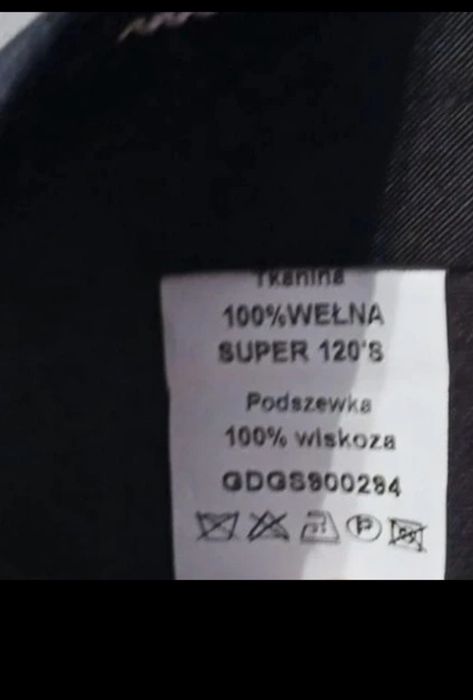 Tkanina
100%WEŁNA
SUPER 120'S
Podszewka
100% wiskoza
GDGS900284
P